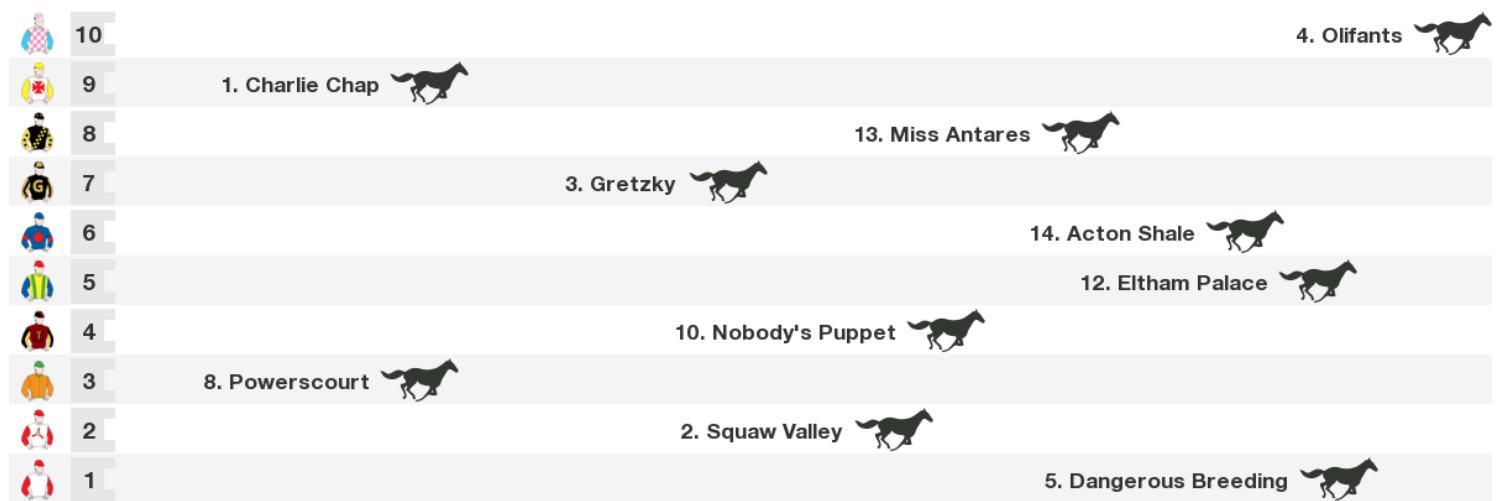 10 4. Olifants
9 1. Charlie Chap
8 13. Miss Antares
G 7 3. Gretzky
6 14. Acton Shale
5 12. Eltham Palace
T 4 10. Nobody's Puppet
3 8. Powerscourt
2 2. Squaw Valley
1 5. Dangerous Breeding